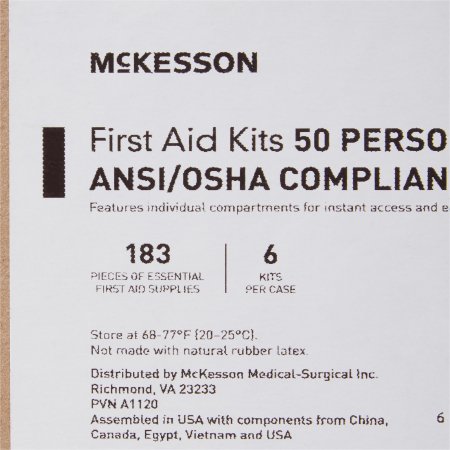 McKESSON
First Aid Kits 50 PERSO
ANSI/OSHA COMPLIAN
Features individual compartments for instant access and e
183
PIECES OF ESSENTIAL
FIRST AID SUPPLIES
6
KITS
PER CASE
Store at 68-77°F (20-25°C).
Not made with natural rubber latex.
Distributed by McKesson Medical-Surgical Inc.
Richmond, VA 23233
PVN A1120
Assembled in USA with components from China,
Canada, Egypt, Vietnam and USA
6